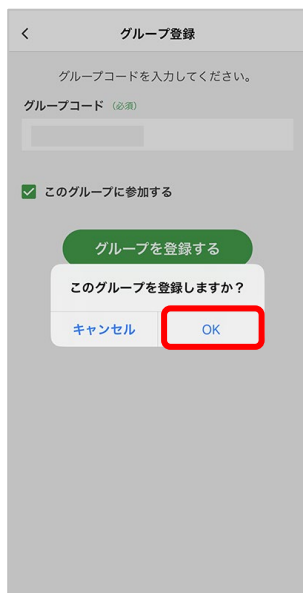 グループ登録
グループコードを入力してください。
グループコード （必須）
このグループに参加する
グループを登録する
このグループを登録しますか？
キャンセル OK